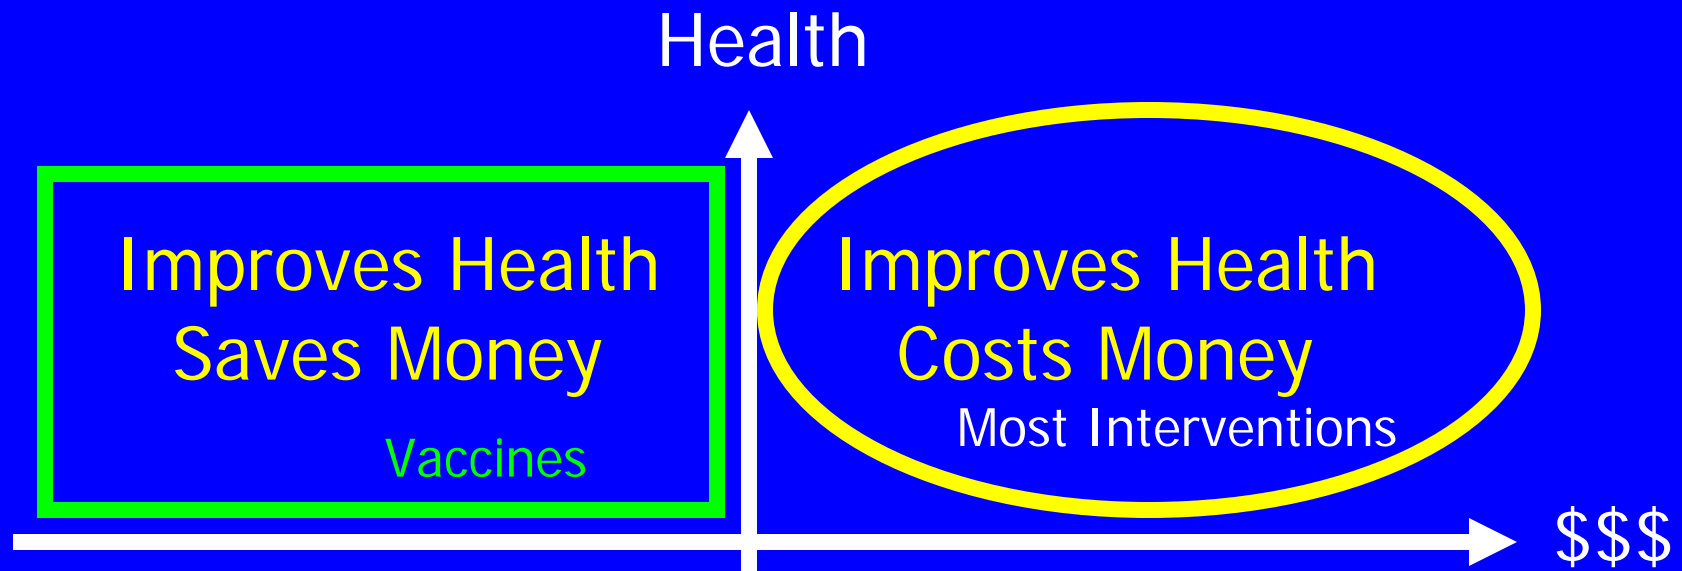 Health
Improves Health
Saves Money
Vaccines
Improves Health
Costs Money
Most Interventions
$$$